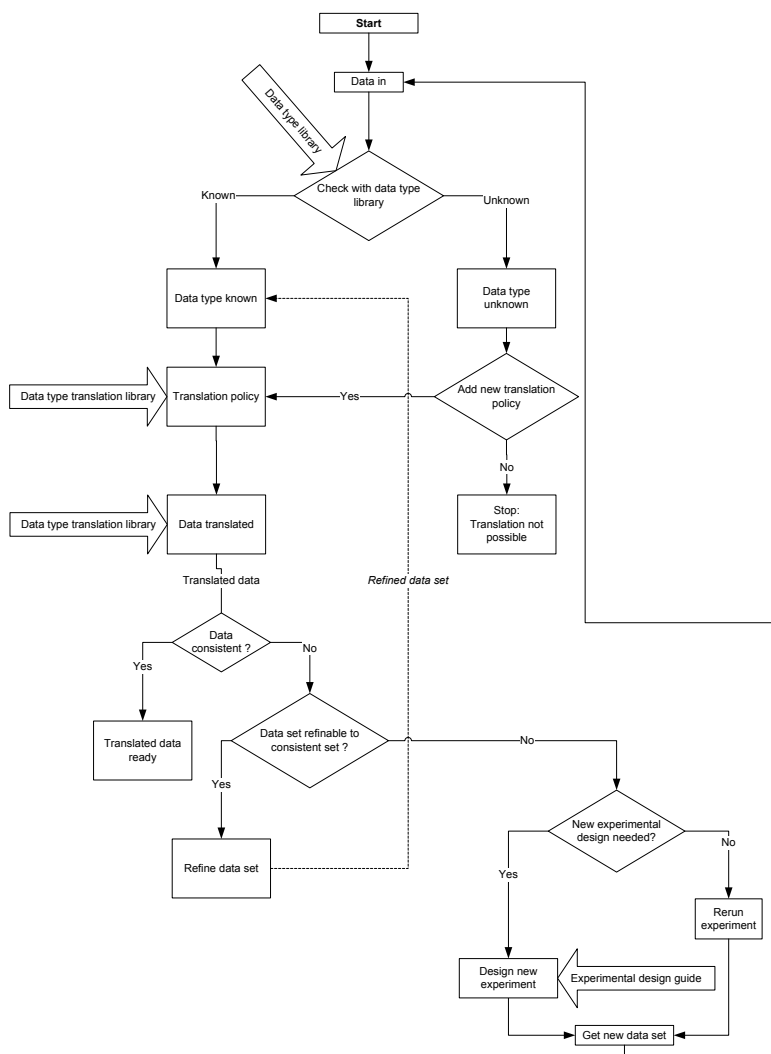 Start
Data in
Data type library
Check with data type
library
Known
Unknown
Data type known
Data type
unknown
Data type translation library
Translation policy
Yes
Add new translation
policy
No
Stop:
Translation not
possible
Data type translation library
Data translated
Translated data
Refined data set
Data
consistent ?
Yes
No
Translated data
ready
Data set refinable to
consistent set ?
No
Yes
Refine data set
New experimental
design needed?
No
Yes
Rerun
experiment
Design new
experiment
Experimental design guide
Get new data set